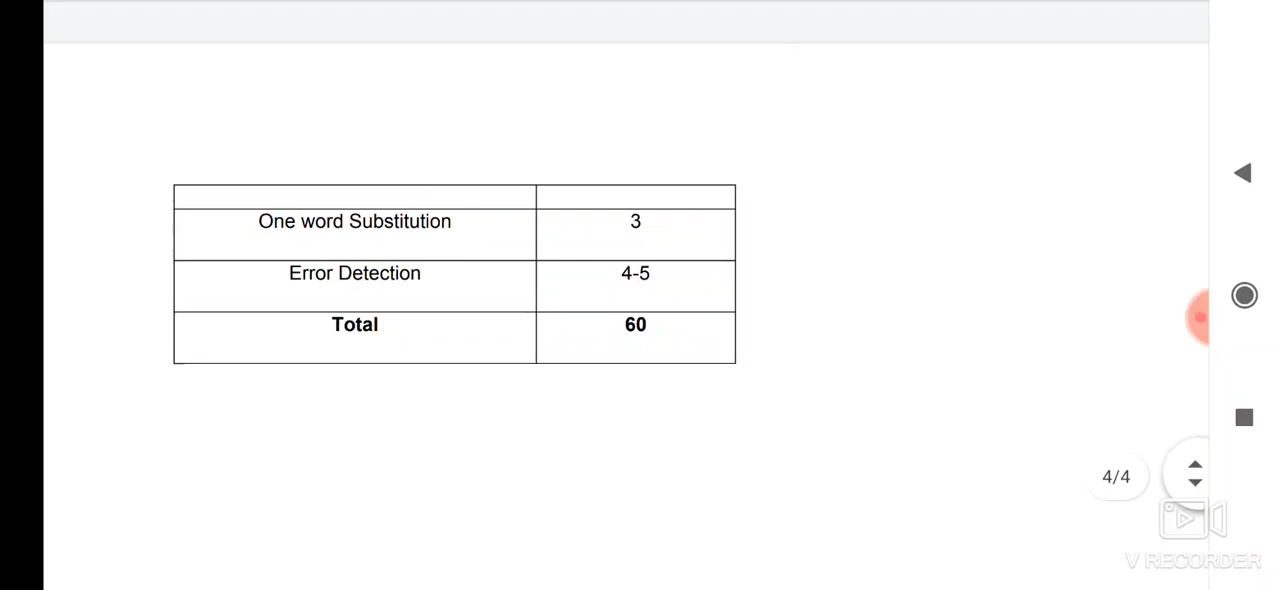 One word Substitution 3
Error Detection 4-5
Total 60
4/4
V RECORDER